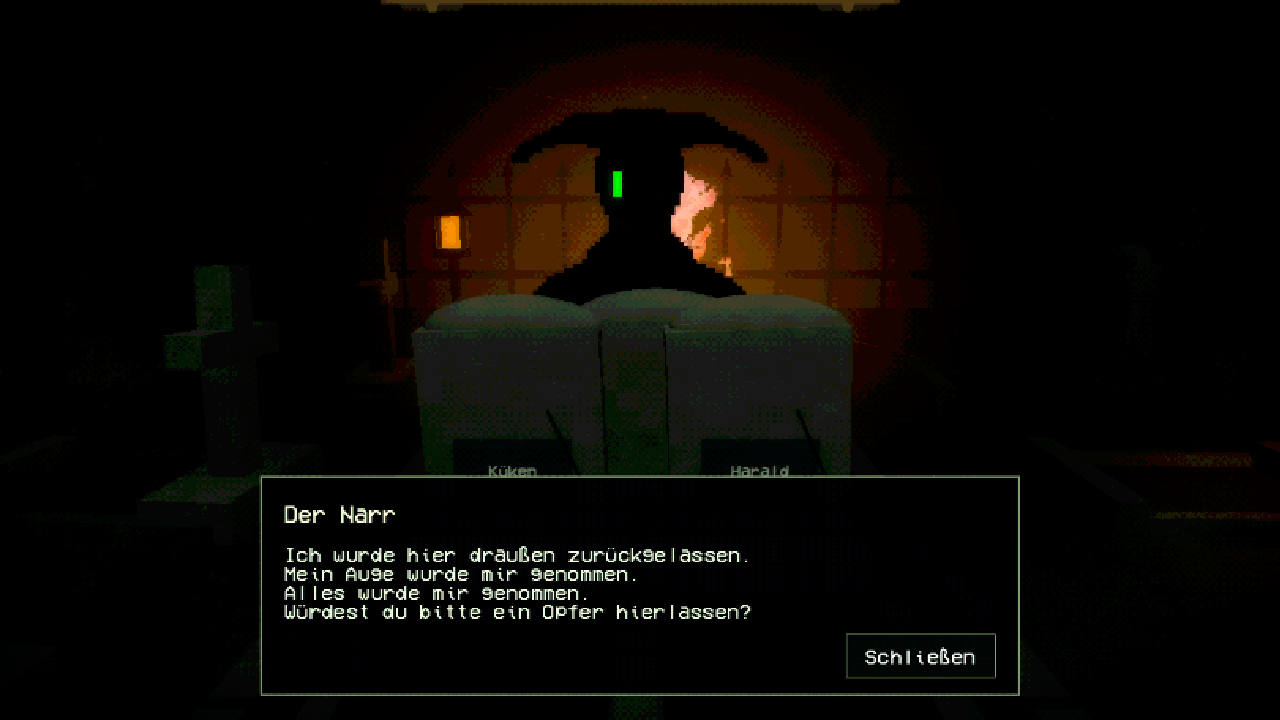 Küken
Harald
Der Narr
Ich wurde hier draußen zurückgelassen.
Mein Auge wurde mir genommen.
Alles wurde mir genommen.
Würdest du bitte ein Opfer hierlassen?
Schließen